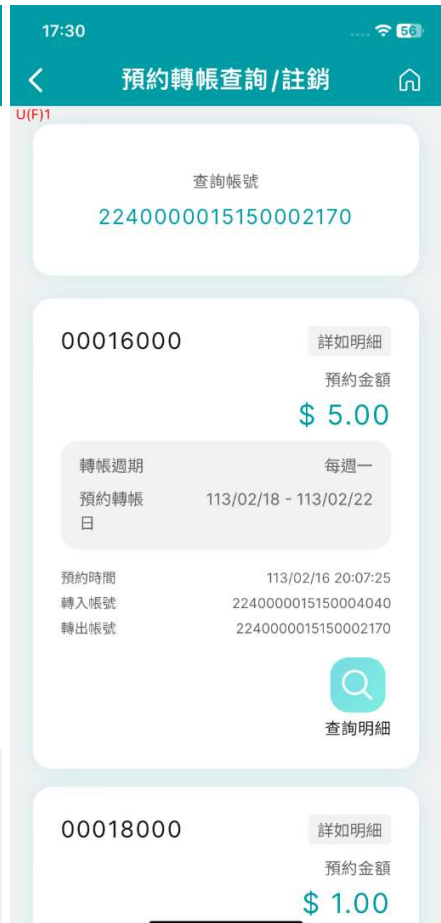 17:30
56
預約轉帳查詢/註銷
U(F)1
查詢帳號
2240000015150002170
00016000
詳如明細
預約金額
$ 5.00
轉帳週期 每週一
預約轉帳日 113/02/18 - 113/02/22
預約時間 113/02/16 20:07:25
轉入帳號 2240000015150004040
轉出帳號 2240000015150002170
查詢明細
00018000
詳如明細
預約金額
$ 1.00